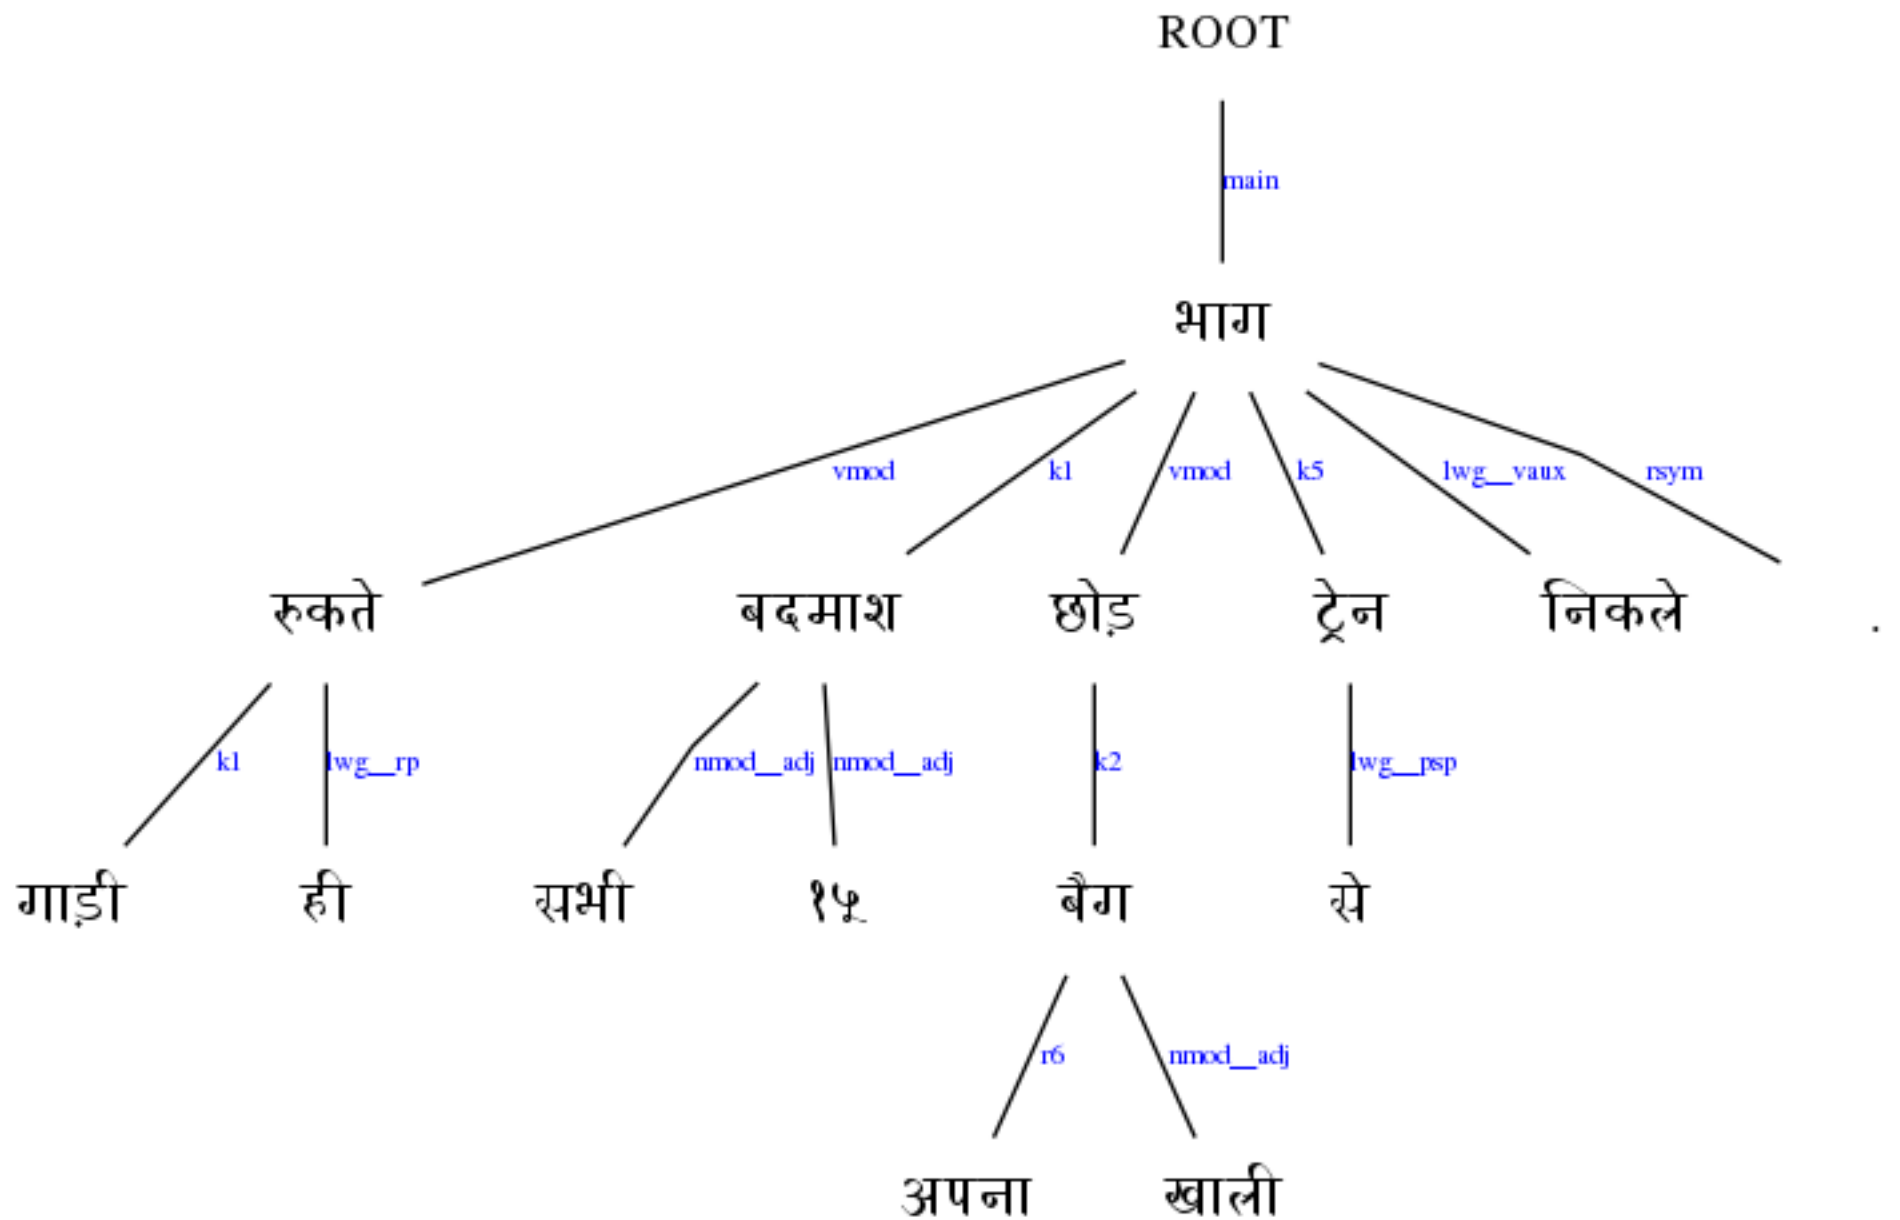 ROOT
main
भाग
vmod k1 vmod k5 lwg__vaux rsym
रुकते बदमाश छोड़ ट्रेन निकले .
k1 lwg__rp nmod__adj nmod__adj k2 lwg__psp
गाड़ी ही सभी १५ बैग से
r6 nmod__adj
अपना खाली